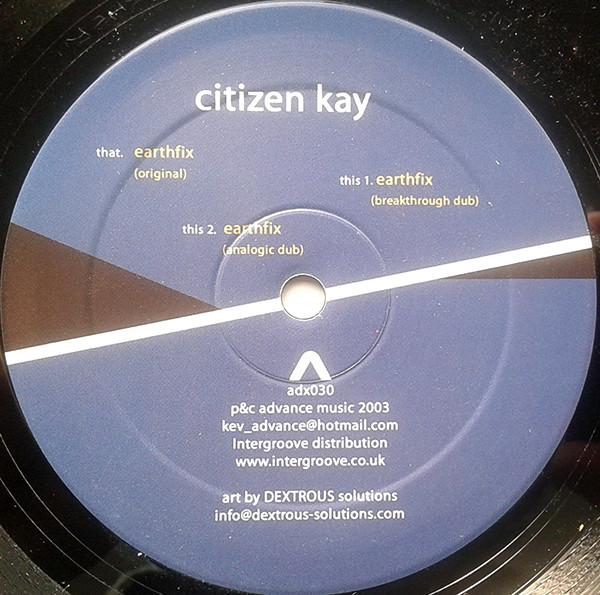 citizen kay
that. earthfix
(original)
this 1. earthfix
(breakthrough dub)
this 2. earthfix
(analogic dub)
adx030
p&c advance music 2003
kev_advance@hotmail.com
Intergroove distribution
www.intergroove.co.uk
art by DEXTROUS solutions
info@dextrous-solutions.com